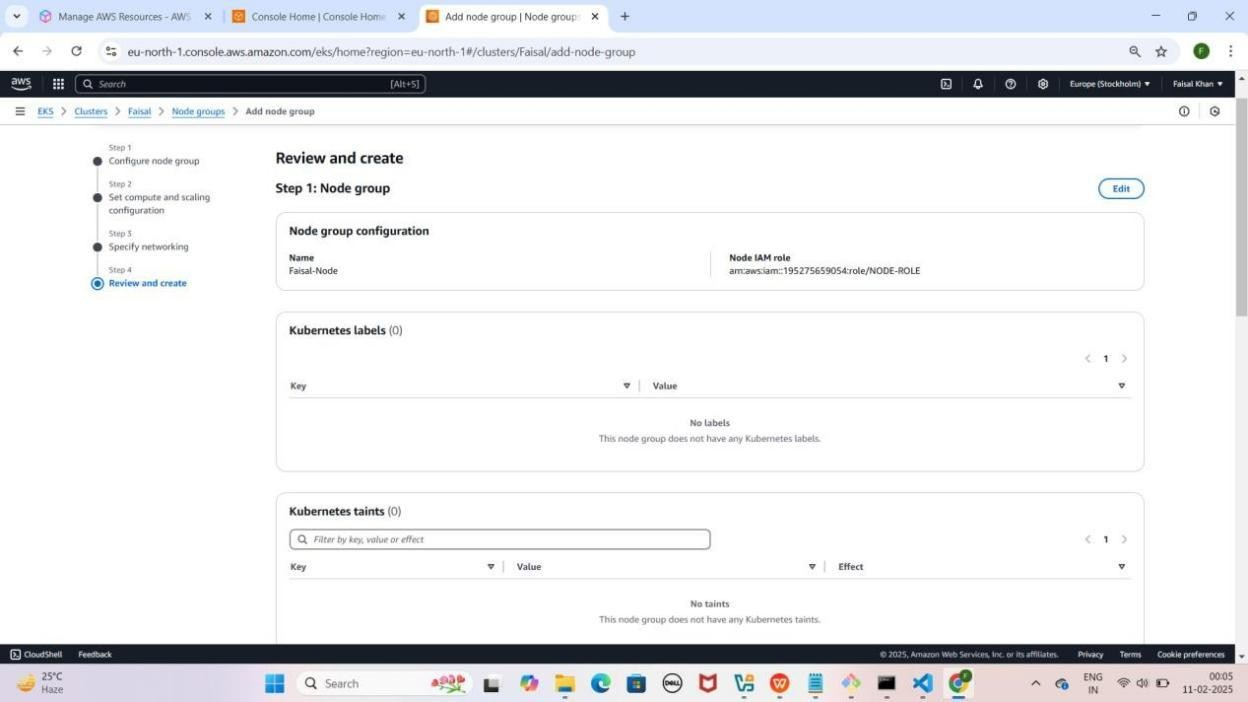 Manage AWS Resources - AWS
Console Home | Console Home
Add node group | Node groups
eu-north-1.console.aws.amazon.com/eks/home?region=eu-north-1#/clusters/Faisal/add-node-group
F
aws
Search
[Alt+S]
Europe (Stockholm)
Faisal Khan
EKS > Clusters > Faisal > Node groups > Add node group
Step 1
Configure node group
Step 2
Set compute and scaling
configuration
Step 3
Specify networking
Step 4
Review and create
Review and create
Step 1: Node group
Edit
Node group configuration
Name
Faisal-Node
Node IAM role
arn:aws:iam::195275659054:role/NODE-ROLE
Kubernetes labels (0)
1
Key
Value
No labels
This node group does not have any Kubernetes labels.
Kubernetes taints (0)
Filter by key, value or effect
1
Key
Value
Effect
No taints
This node group does not have any Kubernetes taints.
CloudShell
Feedback
© 2025, Amazon Web Services, Inc. or its affiliates.
Privacy
Terms
Cookie preferences
25°C
Haze
Search
DELL
ENG
IN
00:05
11-02-2025